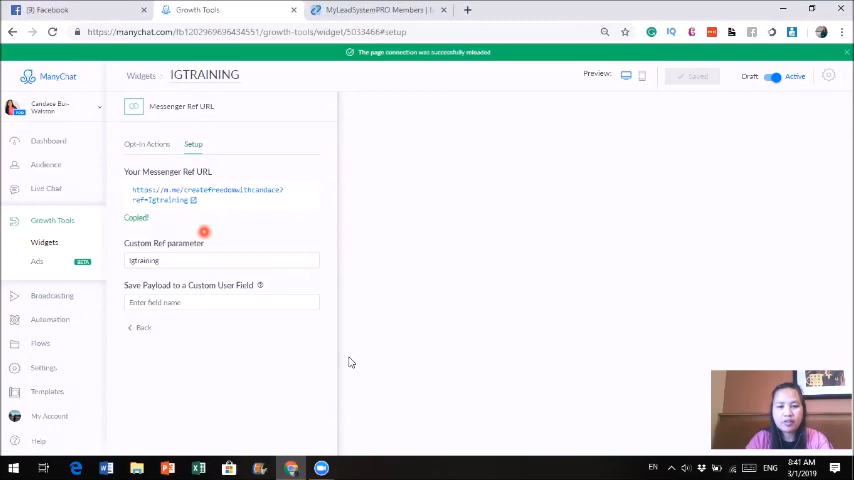 (9) Facebook
Growth Tools
MyLeadSystemPRO Members |
https://manychat.com/fb1202969696434551/growth-tools/widget/5033466#setup
The page connection was successfully reloaded
ManyChat
Widgets
IGTRAINING
Preview:
Saved
Draft
Active
Candace Bui-
Walston
PRO
Messenger Ref URL
Dashboard
Audience
Live Chat
Growth Tools
Widgets
Ads
BETA
Broadcasting
Automation
Flows
Settings
Templates
My Account
Help
Opt-In Actions
Setup
Your Messenger Ref URL
https://m.me/createfreedomwithcandace?
ref=Igtraining
Copied!
Custom Ref parameter
Igtraining
Save Payload to a Custom User Field
Enter field name
Back
EN
ENG
8:41 AM
3/1/2019